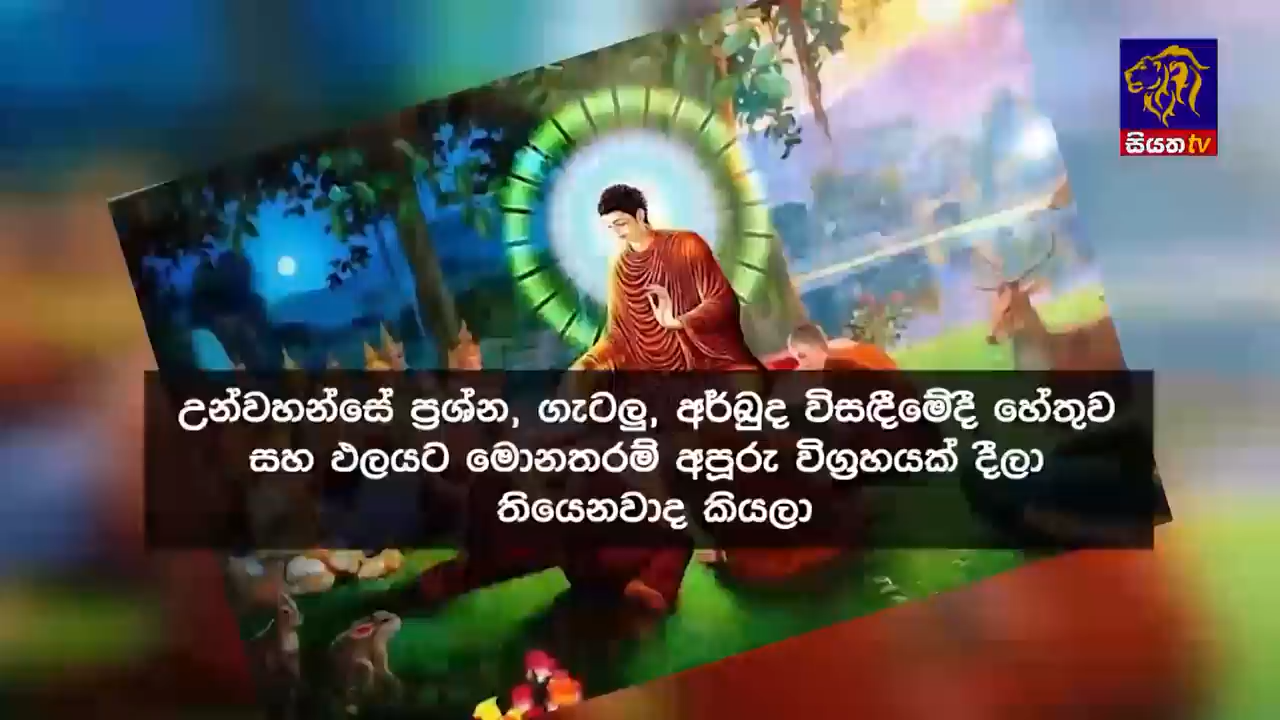 සියත tv
උන්වහන්සේ ප්‍රශ්න, ගැටලු, අර්බුද විසඳීමේදී හේතුව
සහ ඵලයට මොනතරම් අපූරු විග්‍රහයක් දීලා
තියෙනවාද කියලා